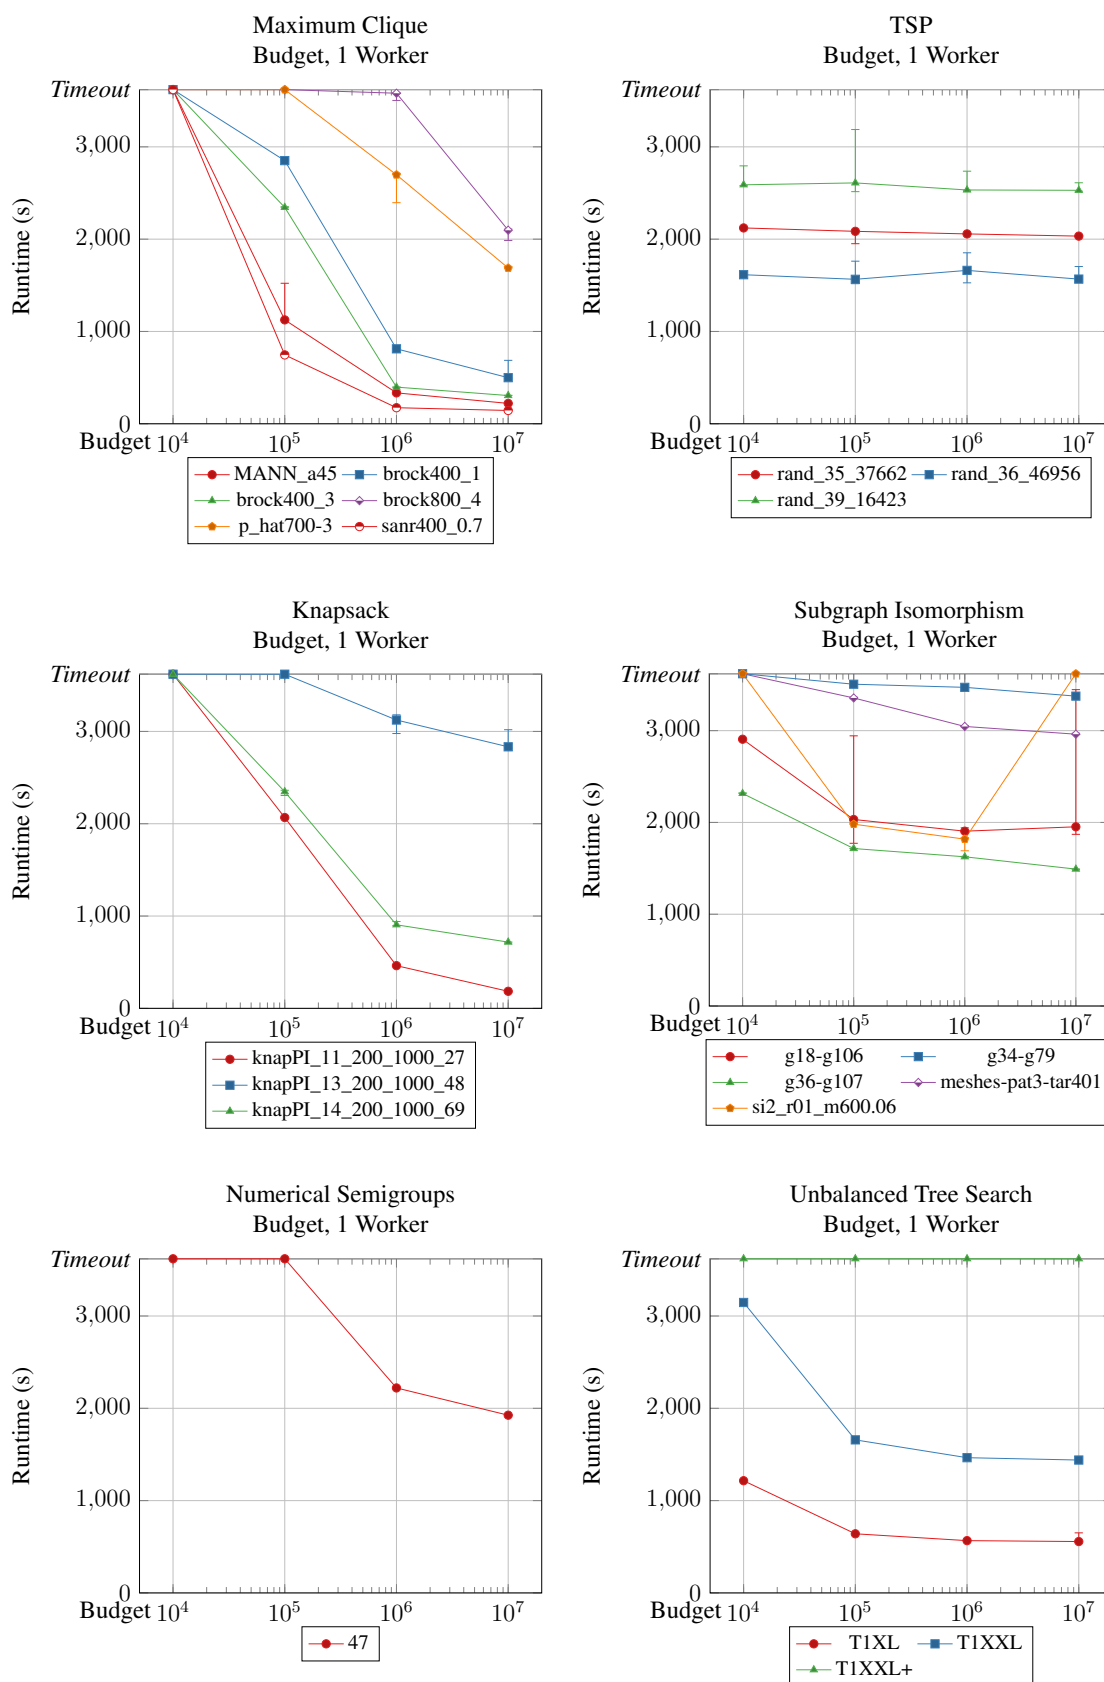 Maximum Clique
Budget, 1 Worker
Timeout
3,000
2,000
1,000
0
Runtime (s)
Budget 10^4 10^5 10^6 10^7
MANN_a45 brock400_1
brock400_3 brock800_4
p_hat700-3 sanr400_0.7
TSP
Budget, 1 Worker
Timeout
3,000
2,000
1,000
0
Runtime (s)
Budget 10^4 10^5 10^6 10^7
rand_35_37662 rand_36_46956
rand_39_16423
Knapsack
Budget, 1 Worker
Timeout
3,000
2,000
1,000
0
Runtime (s)
Budget 10^4 10^5 10^6 10^7
knapPI_11_200_1000_27
knapPI_13_200_1000_48
knapPI_14_200_1000_69
Subgraph Isomorphism
Budget, 1 Worker
Timeout
3,000
2,000
1,000
0
Runtime (s)
Budget 10^4 10^5 10^6 10^7
g18-g106 g34-g79
g36-g107 meshes-pat3-tar401
si2_r01_m600.06
Numerical Semigroups
Budget, 1 Worker
Timeout
3,000
2,000
1,000
0
Runtime (s)
Budget 10^4 10^5 10^6 10^7
47
Unbalanced Tree Search
Budget, 1 Worker
Timeout
3,000
2,000
1,000
0
Runtime (s)
Budget 10^4 10^5 10^6 10^7
T1XL T1XXL
T1XXL+